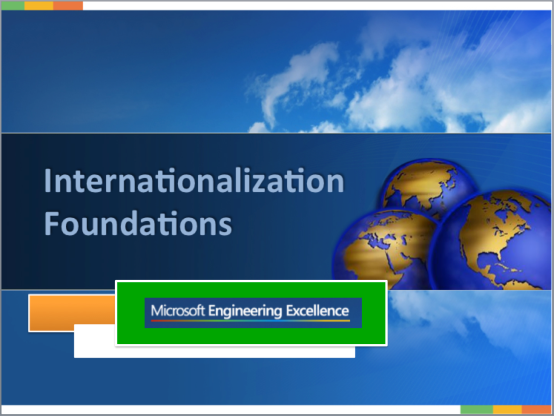 Internationalization
Foundations
Microsoft Engineering Excellence